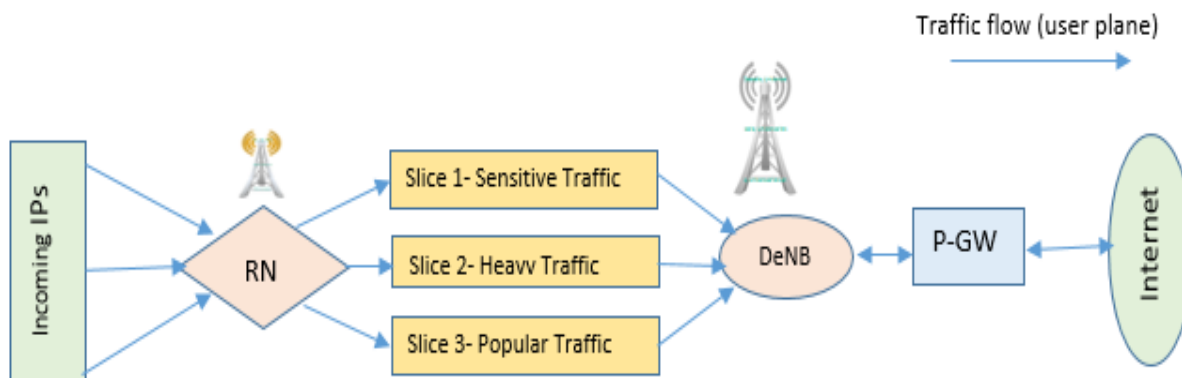 Traffic flow (user plane)
Incoming IPs
RN
Slice 1- Sensitive Traffic
Slice 2- Heavv Traffic
Slice 3- Popular Traffic
DeNB
P-GW
Internet